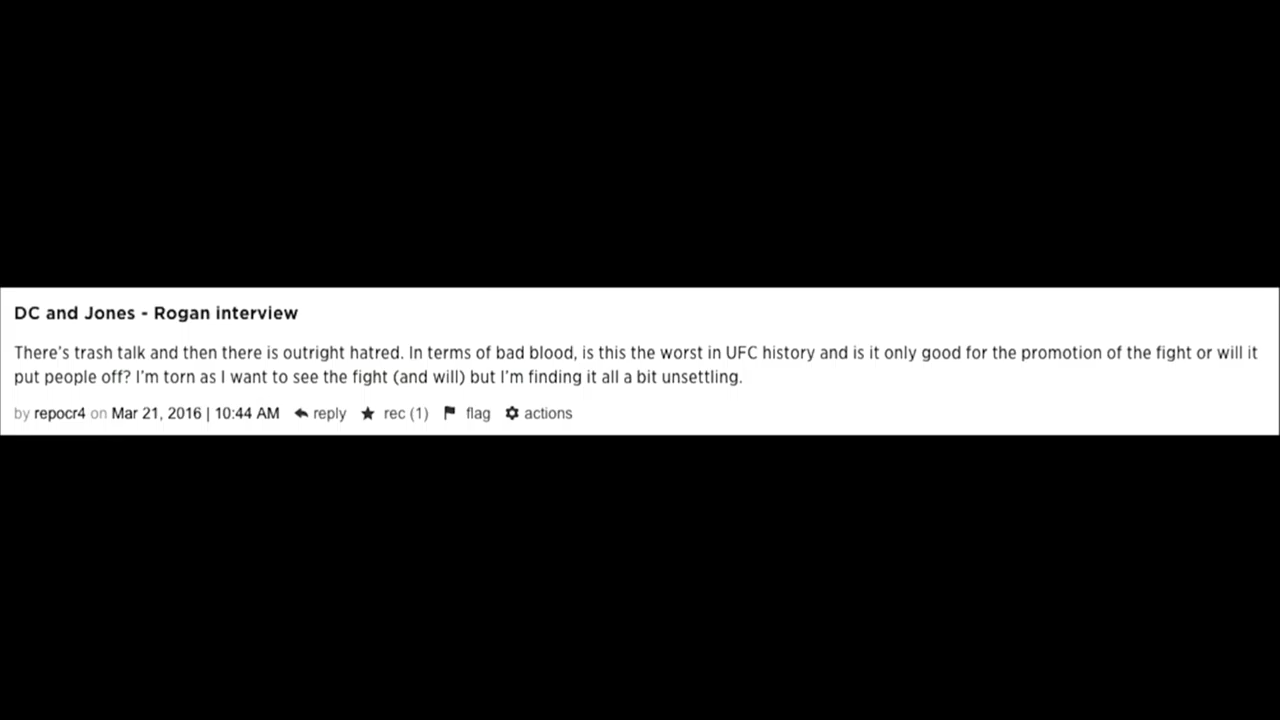 DC and Jones - Rogan interview
There's trash talk and then there is outright hatred. In terms of bad blood, is this the worst in UFC history and is it only good for the promotion of the fight or will it
put people off? I'm torn as I want to see the fight (and will) but I'm finding it all a bit unsettling.
by repocr4 on Mar 21, 2016 | 10:44 AM reply rec (1) flag actions